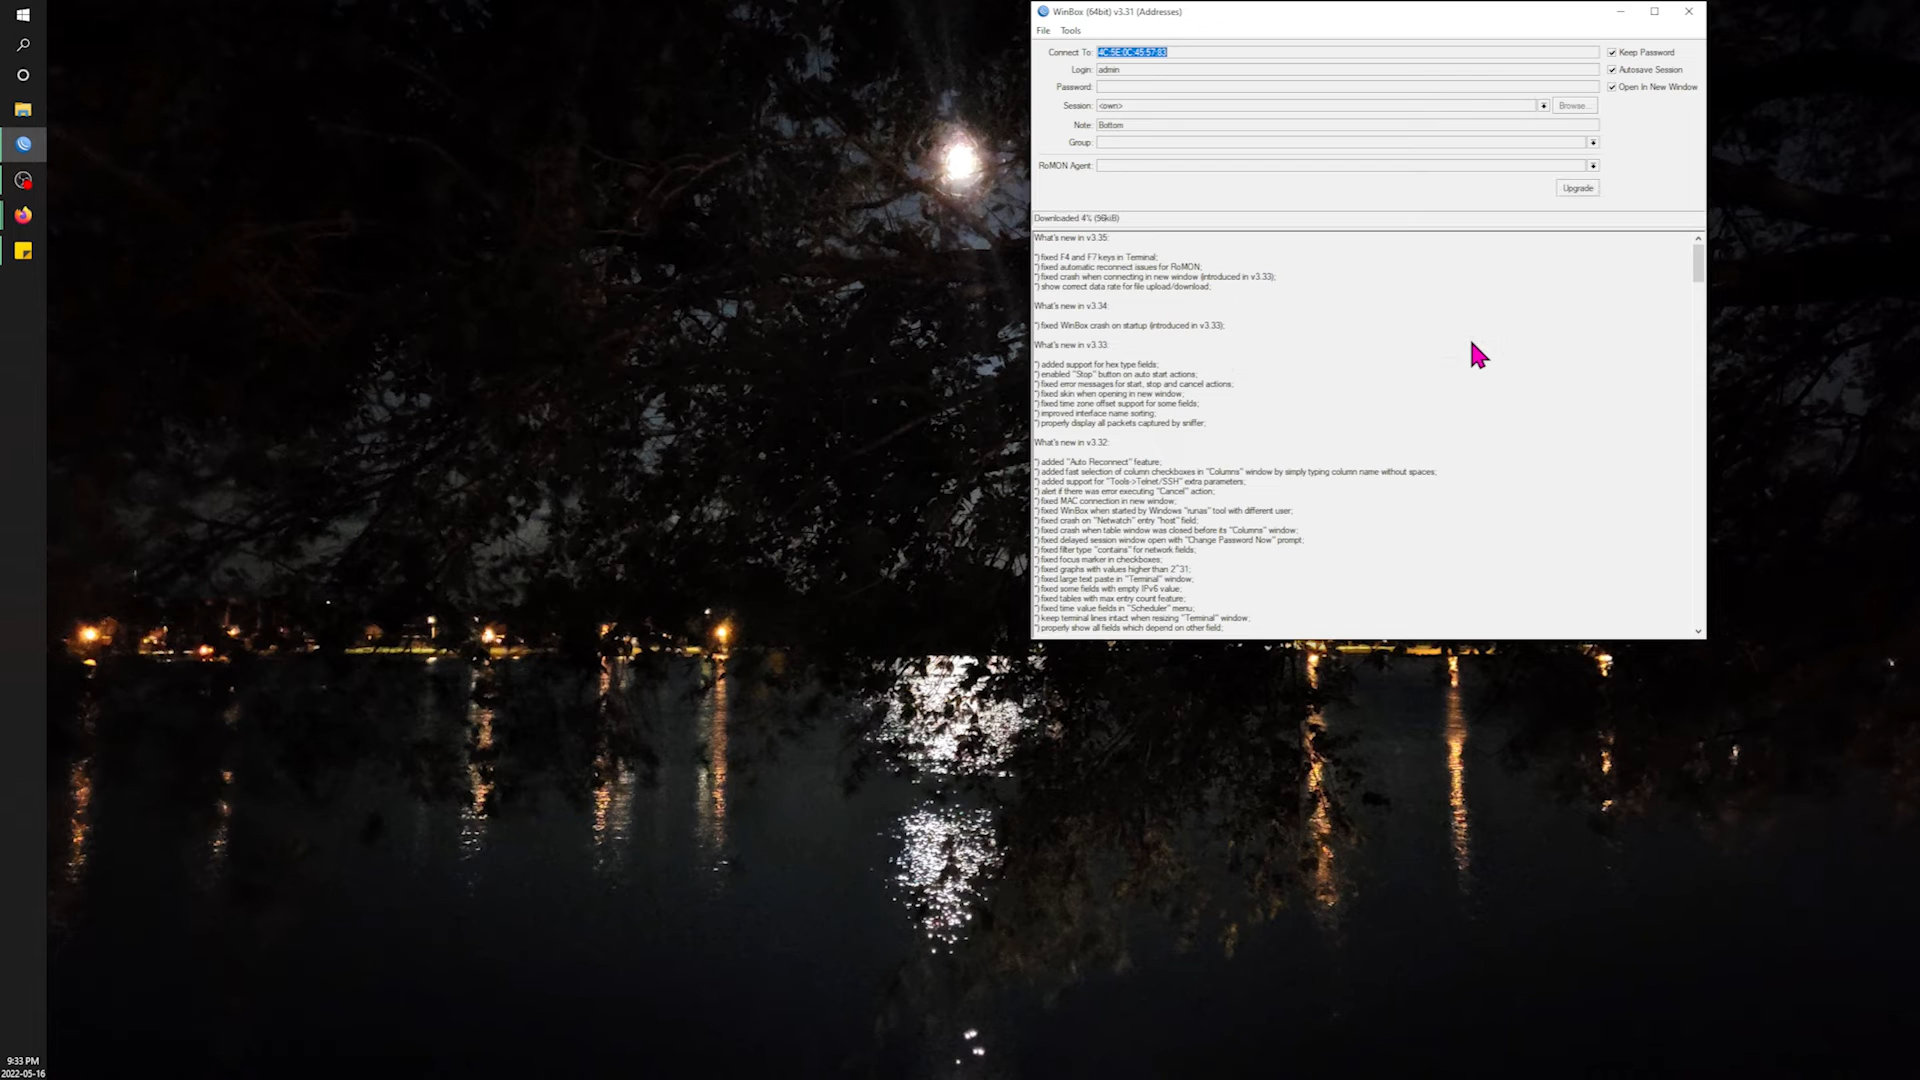 WinBox (64bit) v3.31 (Addresses)
File Tools
Connect To: 4C:5E:0C:45:57:83
Keep Password
Login: admin
Autosave Session
Password:
Open In New Window
Session: <own>
Browse...
Note: Bottom
Group:
RoMON Agent:
Upgrade
Downloaded 4% (96kiB)
What's new in v3.35:
*) fixed F4 and F7 keys in Terminal;
*) fixed automatic reconnect issues for RoMON;
*) fixed crash when connecting in new window (introduced in v3.33);
*) show correct data rate for file upload/download;
What's new in v3.34:
*) fixed WinBox crash on startup (introduced in v3.33);
What's new in v3.33:
*) added support for hex type fields;
*) enabled "Stop" button on auto start actions;
*) fixed error messages for start, stop and cancel actions;
*) fixed skin when opening in new window;
*) fixed time zone offset support for some fields;
*) improved interface name sorting;
*) properly display all packets captured by sniffer;
What's new in v3.32:
*) added "Auto Reconnect" feature;
*) added fast selection of column checkboxes in "Columns" window by simply typing column name without spaces;
*) added support for "Tools->Telnet/SSH" extra parameters;
*) alert if there was error executing "Cancel" action;
*) fixed MAC connection in new window;
*) fixed WinBox when started by Windows "runas" tool with different user;
*) fixed crash on "Netwatch" entry "host" field;
*) fixed crash when table window was closed before its "Columns" window;
*) fixed delayed session window open with "Change Password Now" prompt;
*) fixed filter type "contains" for network fields;
*) fixed focus marker in checkboxes;
*) fixed graphs with values higher than 2^31;
*) fixed large text paste in "Terminal" window;
*) fixed some fields with empty IPv6 value;
*) fixed tables with max entry count feature;
*) fixed time value fields in "Scheduler" menu;
*) keep terminal lines intact when resizing "Terminal" window;
*) properly show all fields which depend on other field;
9:33 PM
2022-05-16